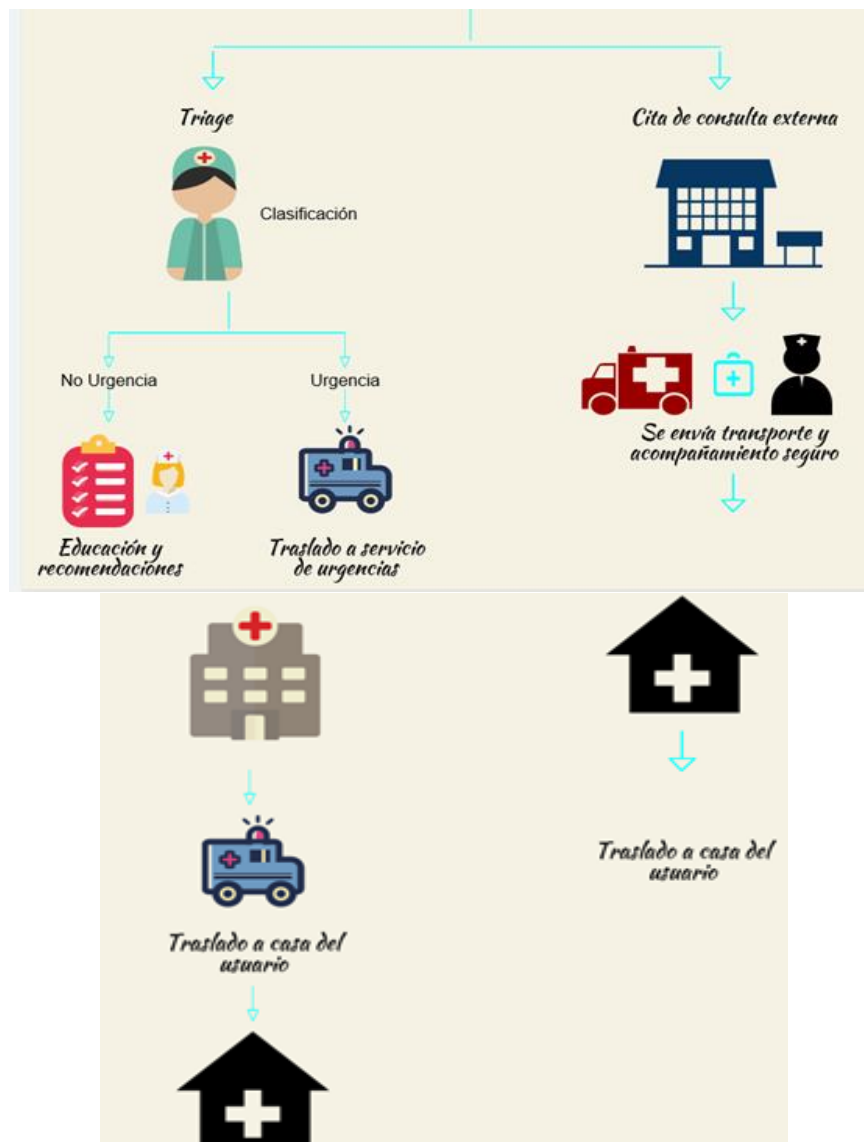 Triage
Cita de consulta externa
Clasificación
No Urgencia
Urgencia
Se envía transporte y
acompañamiento seguro
Educación y
recomendaciones
Traslado a servicio
de urgencias
Traslado a casa del
usuario
Traslado a casa del
usuario